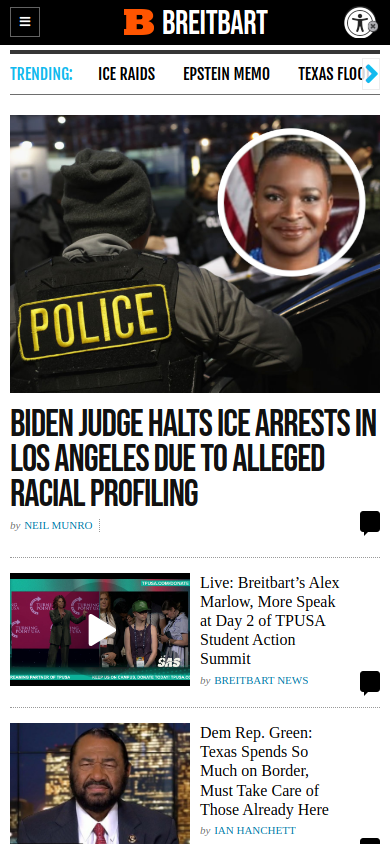 BREITBART
TRENDING:
ICE RAIDS
EPSTEIN MEMO
TEXAS FLOO
POLICE
BIDEN JUDGE HALTS ICE ARRESTS IN
LOS ANGELES DUE TO ALLEGED
RACIAL PROFILING
by NEIL MUNRO
TPUSA.COM/DONATE
TURNING POINT USA
SAS
Live: Breitbart’s Alex
Marlow, More Speak
at Day 2 of TPUSA
Student Action
Summit
by BREITBART NEWS
Dem Rep. Green:
Texas Spends So
Much on Border,
Must Take Care of
Those Already Here
by IAN HANCHETT